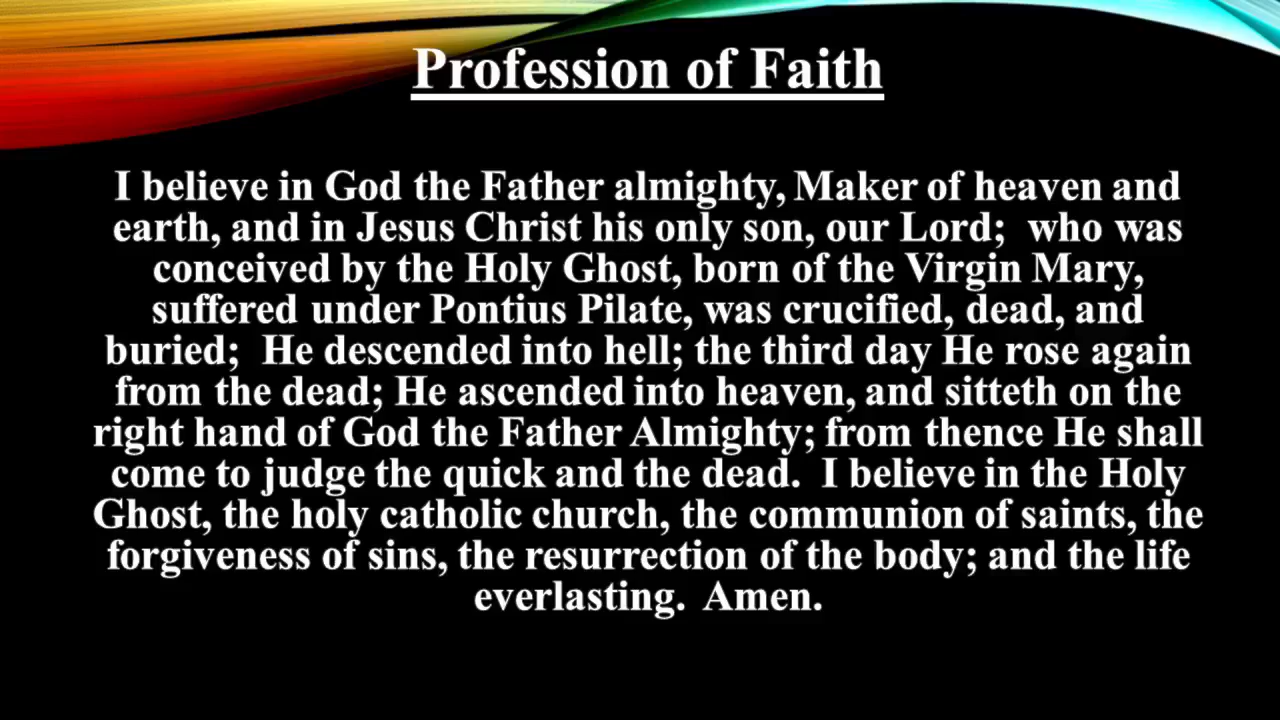 Profession of Faith
I believe in God the Father almighty, Maker of heaven and
earth, and in Jesus Christ his only son, our Lord;  who was
conceived by the Holy Ghost, born of the Virgin Mary,
suffered under Pontius Pilate, was crucified, dead, and
buried;  He descended into hell; the third day He rose again
from the dead; He ascended into heaven, and sitteth on the
right hand of God the Father Almighty; from thence He shall
come to judge the quick and the dead.  I believe in the Holy
Ghost, the holy catholic church, the communion of saints, the
forgiveness of sins, the resurrection of the body; and the life
everlasting.  Amen.